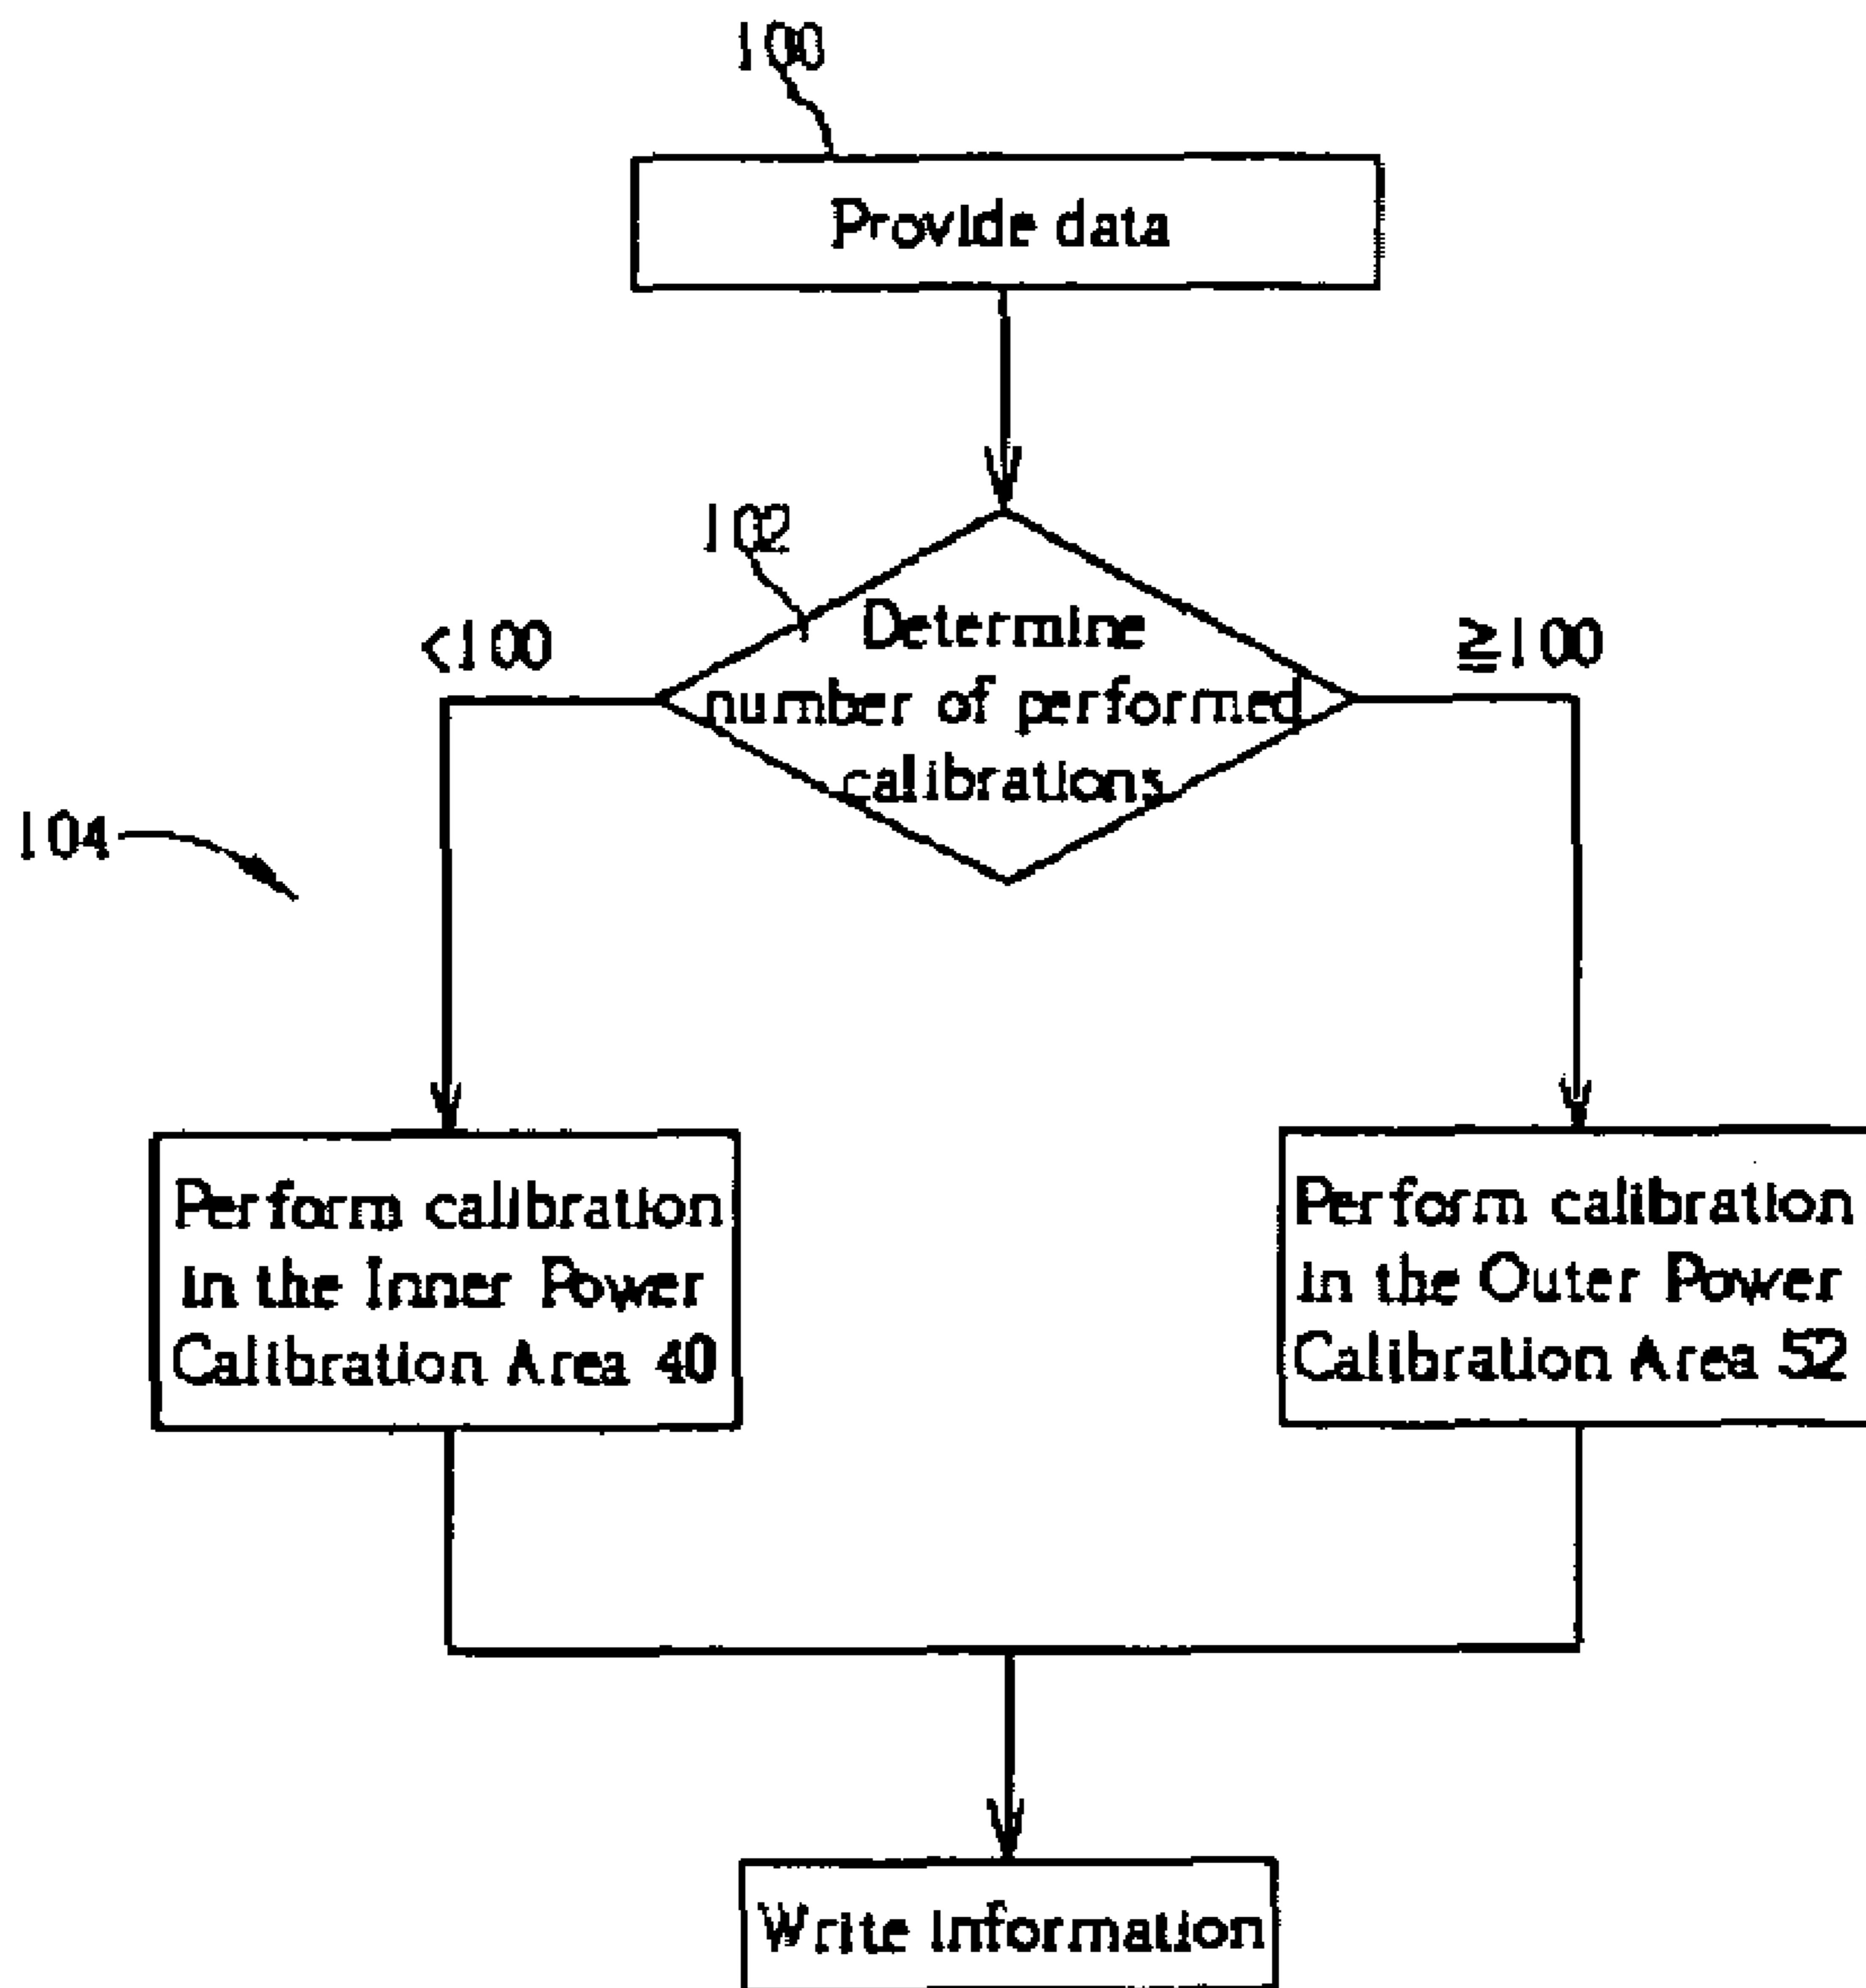 100
Provide data
102
Determine
number of performed
calibrations
<100
≧100
104
Perform calibration
in the Inner Power
Calibration Area 40
Perform calibration
in the Outer Power
Calibration Area 52
Write information